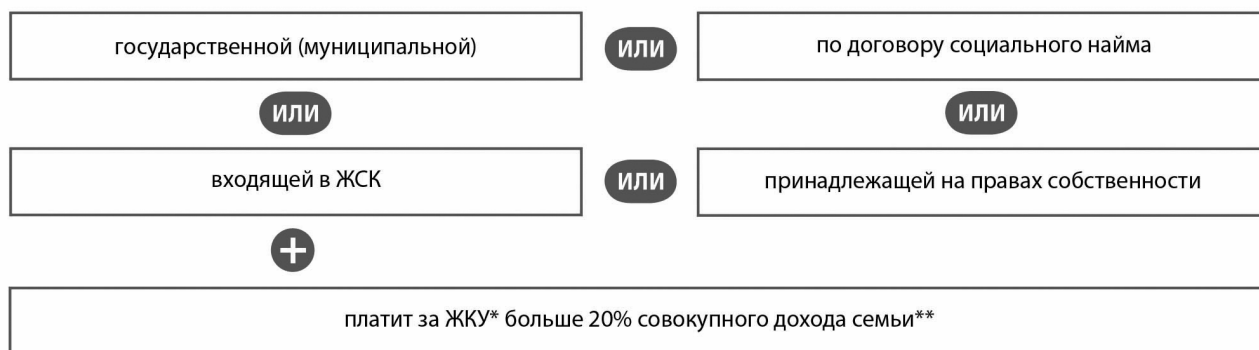 государственной (муниципальной) ИЛИ по договору социального найма
ИЛИ ИЛИ
входящей в ЖСК ИЛИ принадлежащей на правах собственности
+
платит за ЖКУ* больше 20% совокупного дохода семьи**